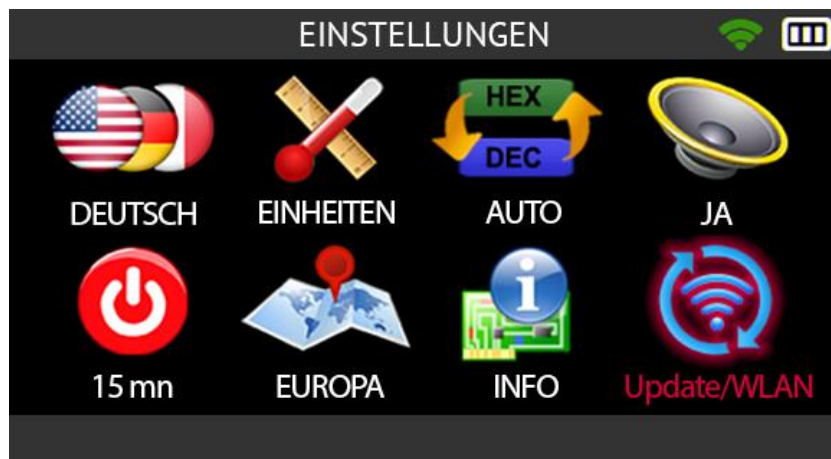 EINSTELLUNGEN
HEX
DEC
DEUTSCH EINHEITEN AUTO JA
15 mn EUROPA INFO Update/WLAN